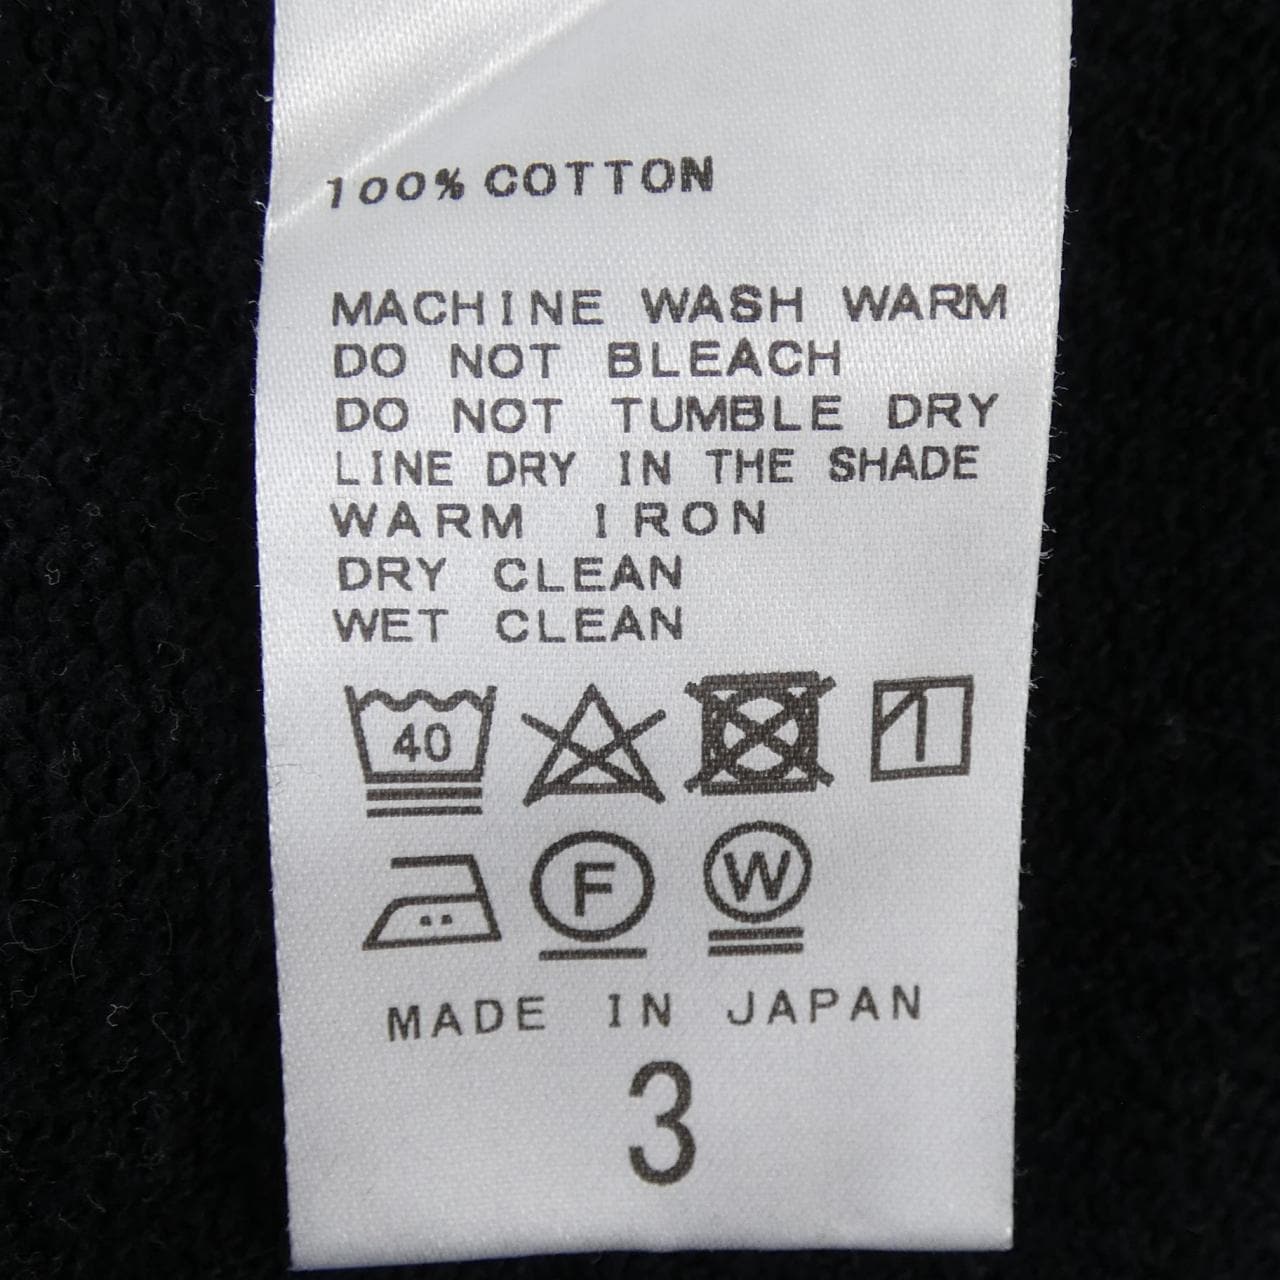 100% COTTON
MACHINE WASH WARM
DO NOT BLEACH
DO NOT TUMBLE DRY
LINE DRY IN THE SHADE
WARM IRON
DRY CLEAN
WET CLEAN
40
F W
MADE IN JAPAN
3